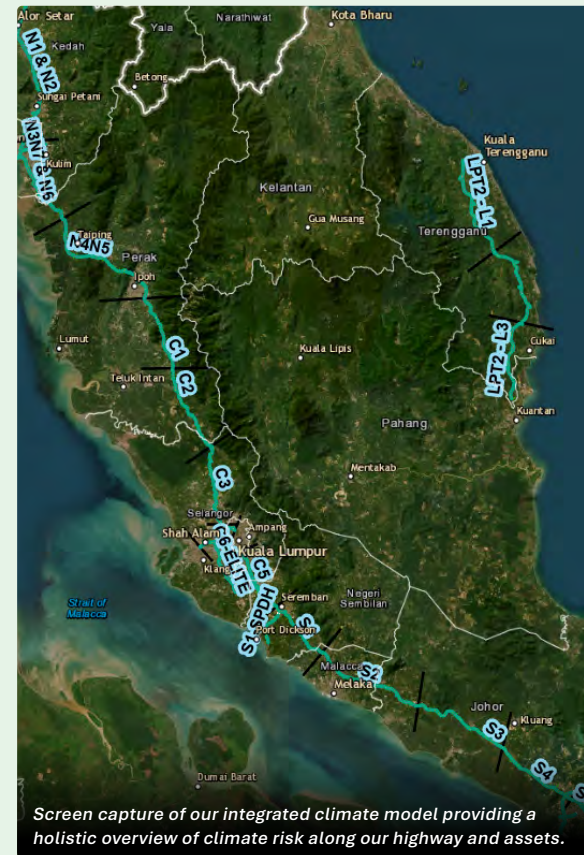 Alor Setar
Yala
Narathiwat
Kota Bharu
Kedah
N1 & N2
Betong
Sungai Petani
Kulim
Kuala
Terengganu
LPT2 - L1
Kelantan
Gua Musang
Terengganu
Taiping
N4N5
Perak
Ipoh
Lumut
C1
Kuala Lipis
LPT2 - L3
Cukai
Teluk Intan
C2
Kuantan
Pahang
C3
Mentakab
Selangor
Ampang
Shah Alam
Kuala Lumpur
Klang
C5
Strait of
Malacca
Seremban
Negeri
Sembilan
Port Dickson
Malacca
S2
Melaka
Johor
Kluang
S3
S4
Dumai Barat
Screen capture of our integrated climate model providing a
holistic overview of climate risk along our highway and assets.